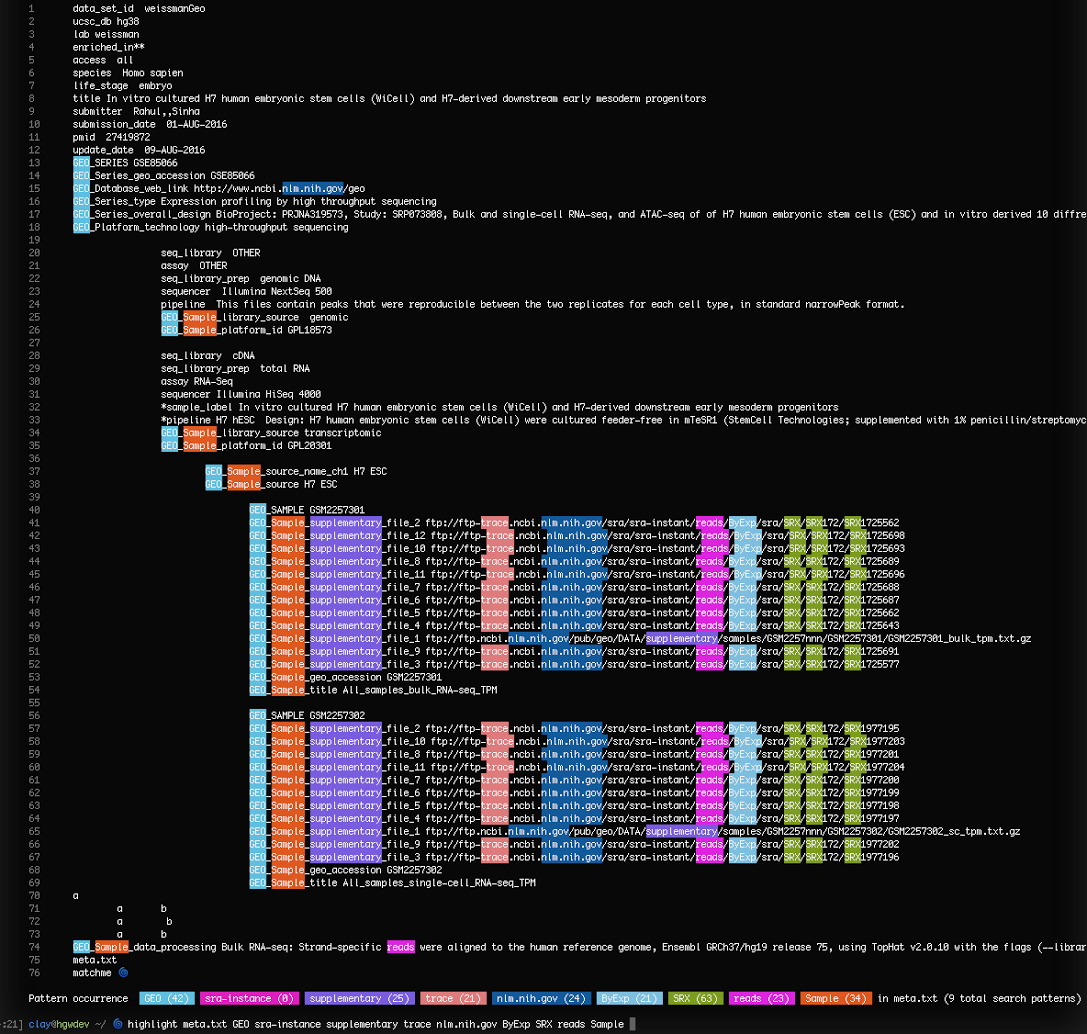 1 data_set_id weissmanGeo
2 ucsc_db hg38
3 lab weissman
4 enriched_in**
5 access all
6 species Homo sapien
7 life_stage embryo
8 title In vitro cultured H7 human embryonic stem cells (WiCell) and H7-derived downstream early mesoderm progenitors
9 submitter Rahul,,Sinha
10 submission_date 01-AUG-2016
11 pmid 27419872
12 update_date 09-AUG-2016
13 GEO_SERIES GSE85066
14 GEO_Series_geo_accession GSE85066
15 GEO_Database_web_link http://www.ncbi.nlm.nih.gov/geo
16 GEO_Series_type Expression profiling by high throughput sequencing
17 GEO_Series_overall_design BioProject: PRJNA319573, Study: SRP073808, Bulk and single-cell RNA-seq, and ATAC-seq of of H7 human embryonic stem cells (ESC) and in vitro derived 10 diffre
18 GEO_Platform_technology high-throughput sequencing
19
20 seq_library OTHER
21 assay OTHER
22 seq_library_prep genomic DNA
23 sequencer Illumina NextSeq 500
24 pipeline This files contain peaks that were reproducible between the two replicates for each cell type, in standard narrowPeak format.
25 GEO_Sample_library_source genomic
26 GEO_Sample_platform_id GPL18573
27
28 seq_library cDNA
29 seq_library_prep total RNA
30 assay RNA-Seq
31 sequencer Illumina HiSeq 4000
32 *sample_label In vitro cultured H7 human embryonic stem cells (WiCell) and H7-derived downstream early mesoderm progenitors
33 *pipeline H7 hESC Design: H7 human embryonic stem cells (WiCell) were cultured feeder-free in mTeSR1 (StemCell Technologies; supplemented with 1% penicillin/streptomyc
34 GEO_Sample_library_source transcriptomic
35 GEO_Sample_platform_id GPL20301
36
37 GEO_Sample_source_name_ch1 H7 ESC
38 GEO_Sample_source H7 ESC
39
40 GEO_SAMPLE GSM2257301
41 GEO_Sample_supplementary_file_2 ftp://ftp-trace.ncbi.nlm.nih.gov/sra/sra-instant/reads/ByExp/sra/SRX/SRX172/SRX1725562
42 GEO_Sample_supplementary_file_12 ftp://ftp-trace.ncbi.nlm.nih.gov/sra/sra-instant/reads/ByExp/sra/SRX/SRX172/SRX1725698
43 GEO_Sample_supplementary_file_10 ftp://ftp-trace.ncbi.nlm.nih.gov/sra/sra-instant/reads/ByExp/sra/SRX/SRX172/SRX1725693
44 GEO_Sample_supplementary_file_8 ftp://ftp-trace.ncbi.nlm.nih.gov/sra/sra-instant/reads/ByExp/sra/SRX/SRX172/SRX1725689
45 GEO_Sample_supplementary_file_11 ftp://ftp-trace.ncbi.nlm.nih.gov/sra/sra-instant/reads/ByExp/sra/SRX/SRX172/SRX1725696
46 GEO_Sample_supplementary_file_7 ftp://ftp-trace.ncbi.nlm.nih.gov/sra/sra-instant/reads/ByExp/sra/SRX/SRX172/SRX1725688
47 GEO_Sample_supplementary_file_6 ftp://ftp-trace.ncbi.nlm.nih.gov/sra/sra-instant/reads/ByExp/sra/SRX/SRX172/SRX1725687
48 GEO_Sample_supplementary_file_5 ftp://ftp-trace.ncbi.nlm.nih.gov/sra/sra-instant/reads/ByExp/sra/SRX/SRX172/SRX1725662
49 GEO_Sample_supplementary_file_4 ftp://ftp-trace.ncbi.nlm.nih.gov/sra/sra-instant/reads/ByExp/sra/SRX/SRX172/SRX1725643
50 GEO_Sample_supplementary_file_1 ftp://ftp.ncbi.nlm.nih.gov/pub/geo/DATA/supplementary/samples/GSM2257nnn/GSM2257301/GSM2257301_bulk_tpm.txt.gz
51 GEO_Sample_supplementary_file_9 ftp://ftp-trace.ncbi.nlm.nih.gov/sra/sra-instant/reads/ByExp/sra/SRX/SRX172/SRX1725691
52 GEO_Sample_supplementary_file_3 ftp://ftp-trace.ncbi.nlm.nih.gov/sra/sra-instant/reads/ByExp/sra/SRX/SRX172/SRX1725577
53 GEO_Sample_geo_accession GSM2257301
54 GEO_Sample_title All_samples_bulk_RNA-seq_TPM
55
56 GEO_SAMPLE GSM2257302
57 GEO_Sample_supplementary_file_2 ftp://ftp-trace.ncbi.nlm.nih.gov/sra/sra-instant/reads/ByExp/sra/SRX/SRX172/SRX1977195
58 GEO_Sample_supplementary_file_10 ftp://ftp-trace.ncbi.nlm.nih.gov/sra/sra-instant/reads/ByExp/sra/SRX/SRX172/SRX1977203
59 GEO_Sample_supplementary_file_8 ftp://ftp-trace.ncbi.nlm.nih.gov/sra/sra-instant/reads/ByExp/sra/SRX/SRX172/SRX1977201
60 GEO_Sample_supplementary_file_11 ftp://ftp-trace.ncbi.nlm.nih.gov/sra/sra-instant/reads/ByExp/sra/SRX/SRX172/SRX1977204
61 GEO_Sample_supplementary_file_7 ftp://ftp-trace.ncbi.nlm.nih.gov/sra/sra-instant/reads/ByExp/sra/SRX/SRX172/SRX1977200
62 GEO_Sample_supplementary_file_6 ftp://ftp-trace.ncbi.nlm.nih.gov/sra/sra-instant/reads/ByExp/sra/SRX/SRX172/SRX1977199
63 GEO_Sample_supplementary_file_5 ftp://ftp-trace.ncbi.nlm.nih.gov/sra/sra-instant/reads/ByExp/sra/SRX/SRX172/SRX1977198
64 GEO_Sample_supplementary_file_4 ftp://ftp-trace.ncbi.nlm.nih.gov/sra/sra-instant/reads/ByExp/sra/SRX/SRX172/SRX1977197
65 GEO_Sample_supplementary_file_1 ftp://ftp.ncbi.nlm.nih.gov/pub/geo/DATA/supplementary/samples/GSM2257nnn/GSM2257302/GSM2257302_sc_tpm.txt.gz
66 GEO_Sample_supplementary_file_9 ftp://ftp-trace.ncbi.nlm.nih.gov/sra/sra-instant/reads/ByExp/sra/SRX/SRX172/SRX1977202
67 GEO_Sample_supplementary_file_3 ftp://ftp-trace.ncbi.nlm.nih.gov/sra/sra-instant/reads/ByExp/sra/SRX/SRX172/SRX1977196
68 GEO_Sample_geo_accession GSM2257302
69 GEO_Sample_title All_samples_single-cell_RNA-seq_TPM
70 a
71 a b
72 a b
73 a b
74 GEO_Sample_data_processing Bulk RNA-seq: Strand-specific reads were aligned to the human reference genome, Ensembl GRCh37/hg19 release 75, using TopHat v2.0.10 with the flags (--librar
75 meta.txt
76 matchme 🌀
Pattern occurrence GEO (42) sra-instance (0) supplementary (25) trace (21) nlm.nih.gov (24) ByExp (21) SRX (63) reads (23) Sample (34) in meta.txt (9 total search patterns)
:21] clay@hgwdev ~/ 🌀 highlight meta.txt GEO sra-instance supplementary trace nlm.nih.gov ByExp SRX reads Sample